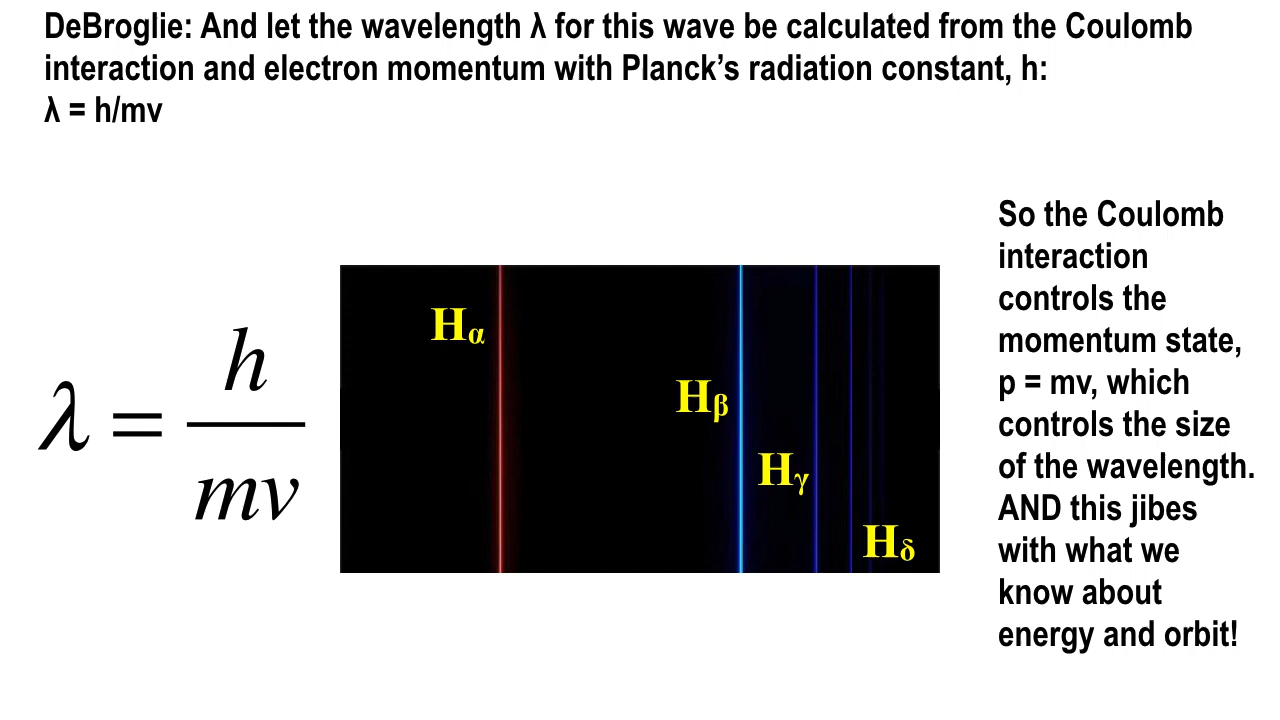 DeBroglie: And let the wavelength λ for this wave be calculated from the Coulomb
interaction and electron momentum with Planck’s radiation constant, h:
λ = h/mv
λ = h/mv
Hα
Hβ
Hγ
Hδ
So the Coulomb
interaction
controls the
momentum state,
p = mv, which
controls the size
of the wavelength.
AND this jibes
with what we
know about
energy and orbit!